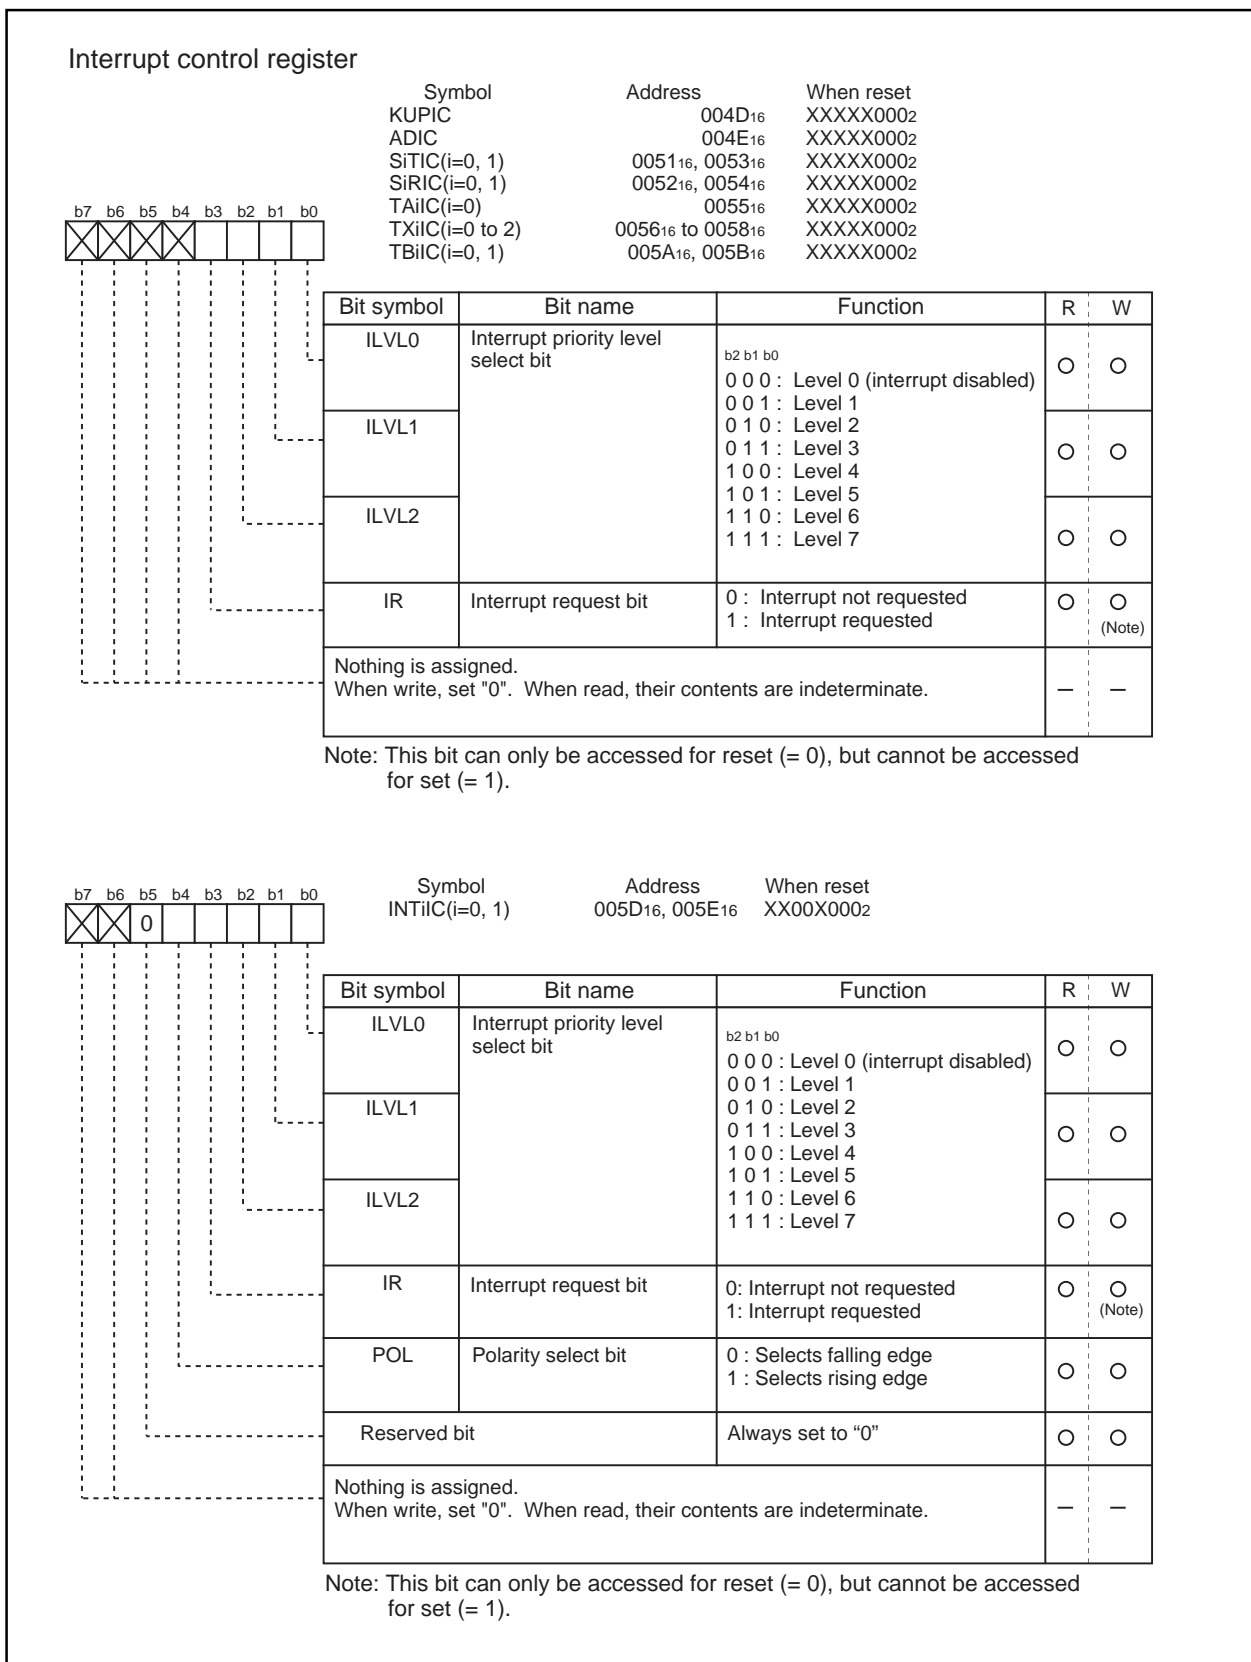 Interrupt control register
Symbol Address When reset
KUPIC 004D16 XXXXX0002
ADIC 004E16 XXXXX0002
SiTIC(i=0, 1) 005116, 005316 XXXXX0002
SiRIC(i=0, 1) 005216, 005416 XXXXX0002
TAiIC(i=0) 005516 XXXXX0002
TXiIC(i=0 to 2) 005616 to 005816 XXXXX0002
TBiIC(i=0, 1) 005A16, 005B16 XXXXX0002
b7 b6 b5 b4 b3 b2 b1 b0
Bit symbol Bit name Function R W
ILVL0 Interrupt priority level
select bit
b2 b1 b0
0 0 0 : Level 0 (interrupt disabled)
0 0 1 : Level 1
ILVL1 0 1 0 : Level 2
0 1 1 : Level 3
1 0 0 : Level 4
1 0 1 : Level 5
ILVL2 1 1 0 : Level 6
1 1 1 : Level 7
IR Interrupt request bit 0 : Interrupt not requested
1 : Interrupt requested
(Note)
Nothing is assigned.
When write, set "0". When read, their contents are indeterminate. – –
Note: This bit can only be accessed for reset (= 0), but cannot be accessed
for set (= 1).
Symbol Address When reset
INTiIC(i=0, 1) 005D16, 005E16 XX00X0002
b7 b6 b5 b4 b3 b2 b1 b0
0
Bit symbol Bit name Function R W
ILVL0 Interrupt priority level
select bit
b2 b1 b0
0 0 0 : Level 0 (interrupt disabled)
0 0 1 : Level 1
ILVL1 0 1 0 : Level 2
0 1 1 : Level 3
1 0 0 : Level 4
1 0 1 : Level 5
ILVL2 1 1 0 : Level 6
1 1 1 : Level 7
IR Interrupt request bit 0: Interrupt not requested
1: Interrupt requested
(Note)
POL Polarity select bit 0 : Selects falling edge
1 : Selects rising edge
Reserved bit Always set to “0”
Nothing is assigned.
When write, set "0". When read, their contents are indeterminate. – –
Note: This bit can only be accessed for reset (= 0), but cannot be accessed
for set (= 1).